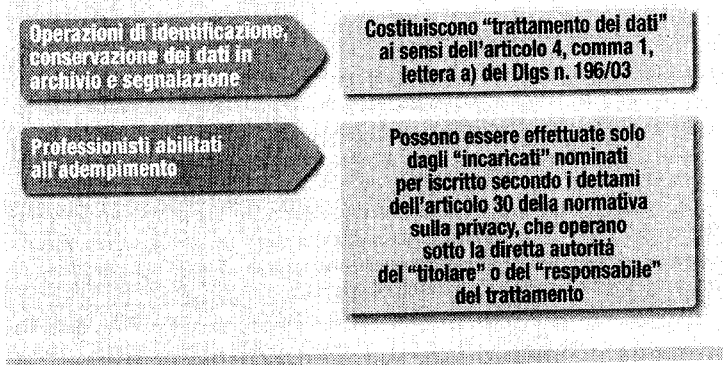 Operazioni di identificazione,
conservazione dei dati in
archivio e segnalazione
Costituiscono “trattamento dei dati”
ai sensi dell'articolo 4, comma 1,
lettera a) del Dlgs n. 196/03
Professionisti abilitati
all'adempimento
Possono essere effettuate solo
dagli “incaricati” nominati
per iscritto secondo i dettami
dell'articolo 30 della normativa
sulla privacy, che operano
sotto la diretta autorità
del “titolare” o del “responsabile”
del trattamento